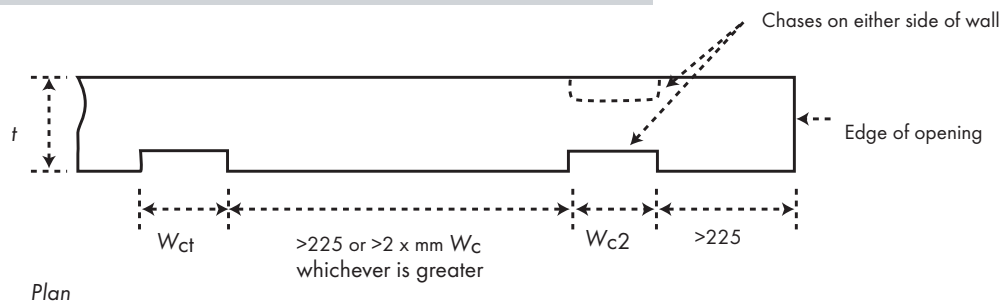 Chases on either side of wall
t
Edge of opening
Wct
>225 or >2 x mm Wc
whichever is greater
Wc2
>225
Plan